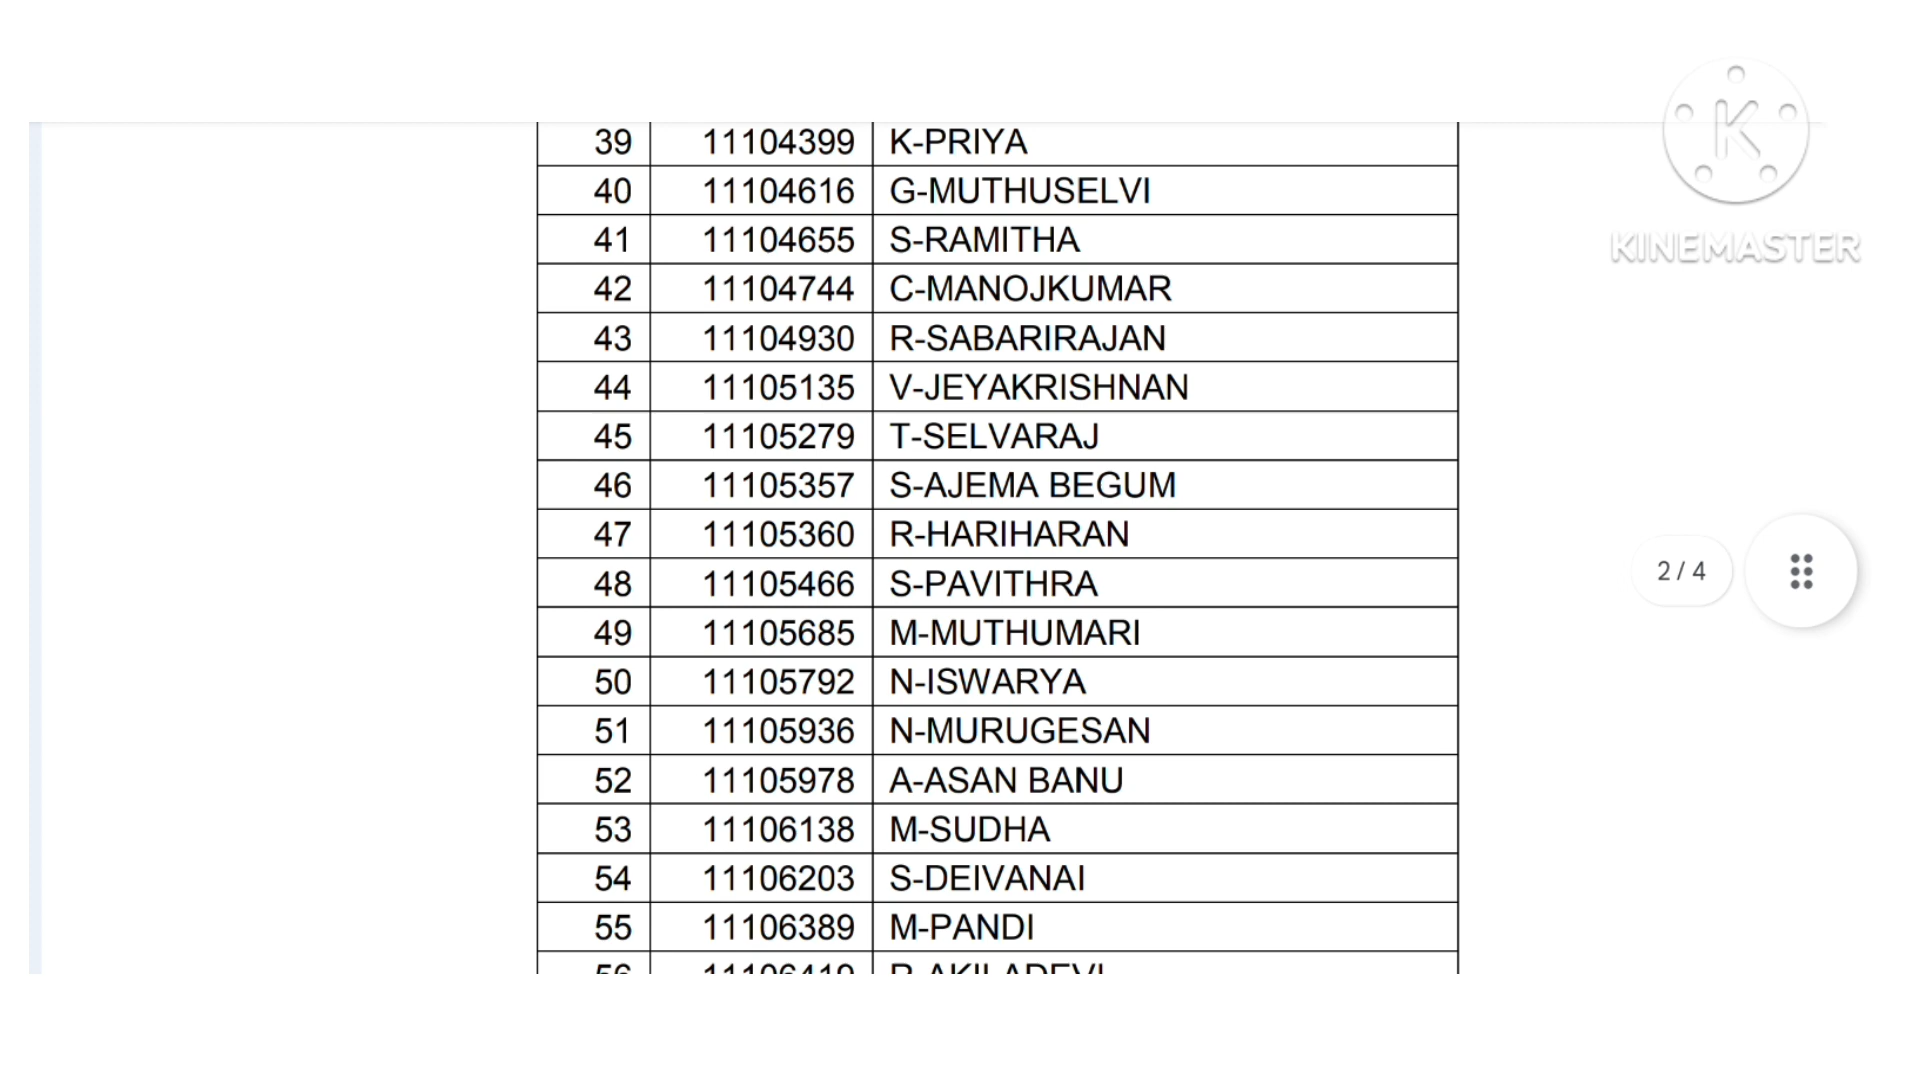 39 11104399 K-PRIYA
40 11104616 G-MUTHUSELVI
41 11104655 S-RAMITHA
42 11104744 C-MANOJKUMAR
43 11104930 R-SABARIRAJAN
44 11105135 V-JEYAKRISHNAN
45 11105279 T-SELVARAJ
46 11105357 S-AJEMA BEGUM
47 11105360 R-HARIHARAN
48 11105466 S-PAVITHRA
49 11105685 M-MUTHUMARI
50 11105792 N-ISWARYA
51 11105936 N-MURUGESAN
52 11105978 A-ASAN BANU
53 11106138 M-SUDHA
54 11106203 S-DEIVANAI
55 11106389 M-PANDI
K
KINEMASTER
2 / 4